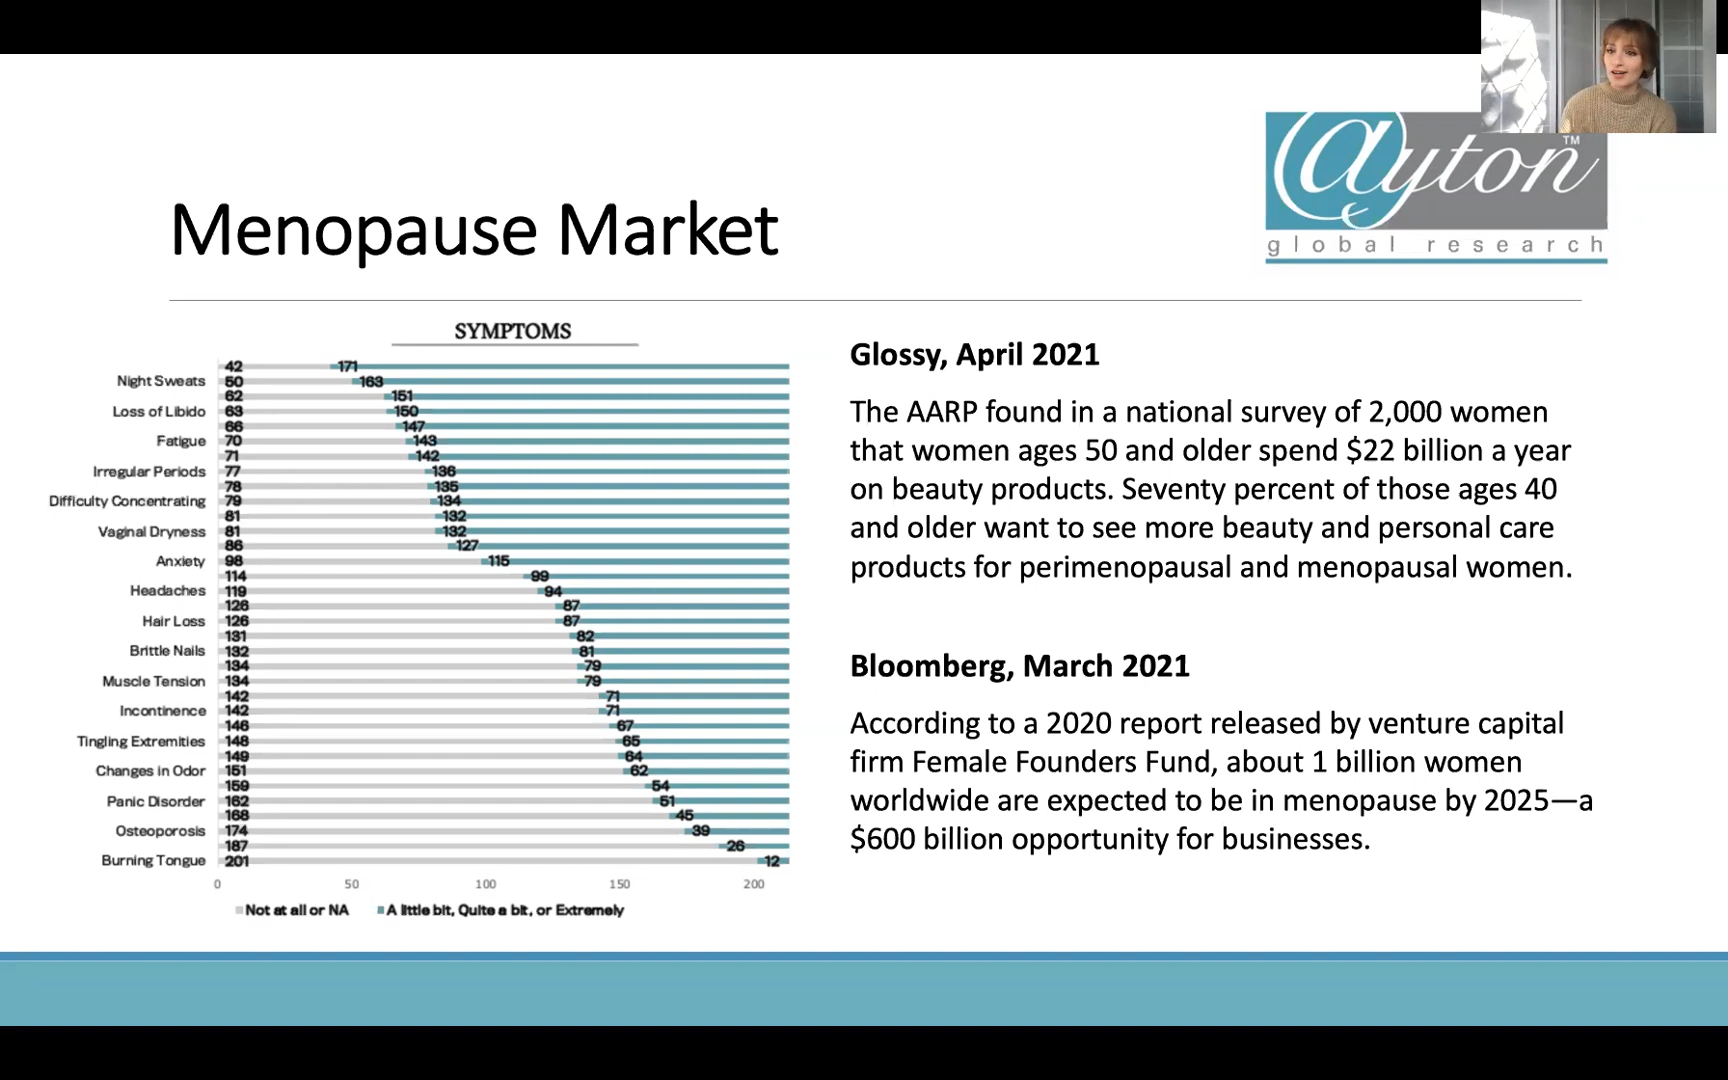 @yton™
global research
Menopause Market
SYMPTOMS
42 171
Night Sweats 50 163
62 151
Loss of Libido 63 150
66 147
Fatigue 70 143
71 142
Irregular Periods 77 136
78 135
Difficulty Concentrating 79 134
81 132
Vaginal Dryness 81 132
86 127
Anxiety 98 115
114 99
Headaches 119 94
126 87
Hair Loss 126 87
131 82
Brittle Nails 132 81
134 79
Muscle Tension 134 79
142 71
Incontinence 142 71
146 67
Tingling Extremities 148 65
149 64
Changes in Odor 151 62
159 54
Panic Disorder 162 51
168 45
Osteoporosis 174 39
187 26
Burning Tongue 201 12
0 50 100 150 200
Not at all or NA A little bit, Quite a bit, or Extremely
Glossy, April 2021
The AARP found in a national survey of 2,000 women
that women ages 50 and older spend $22 billion a year
on beauty products. Seventy percent of those ages 40
and older want to see more beauty and personal care
products for perimenopausal and menopausal women.
Bloomberg, March 2021
According to a 2020 report released by venture capital
firm Female Founders Fund, about 1 billion women
worldwide are expected to be in menopause by 2025—a
$600 billion opportunity for businesses.